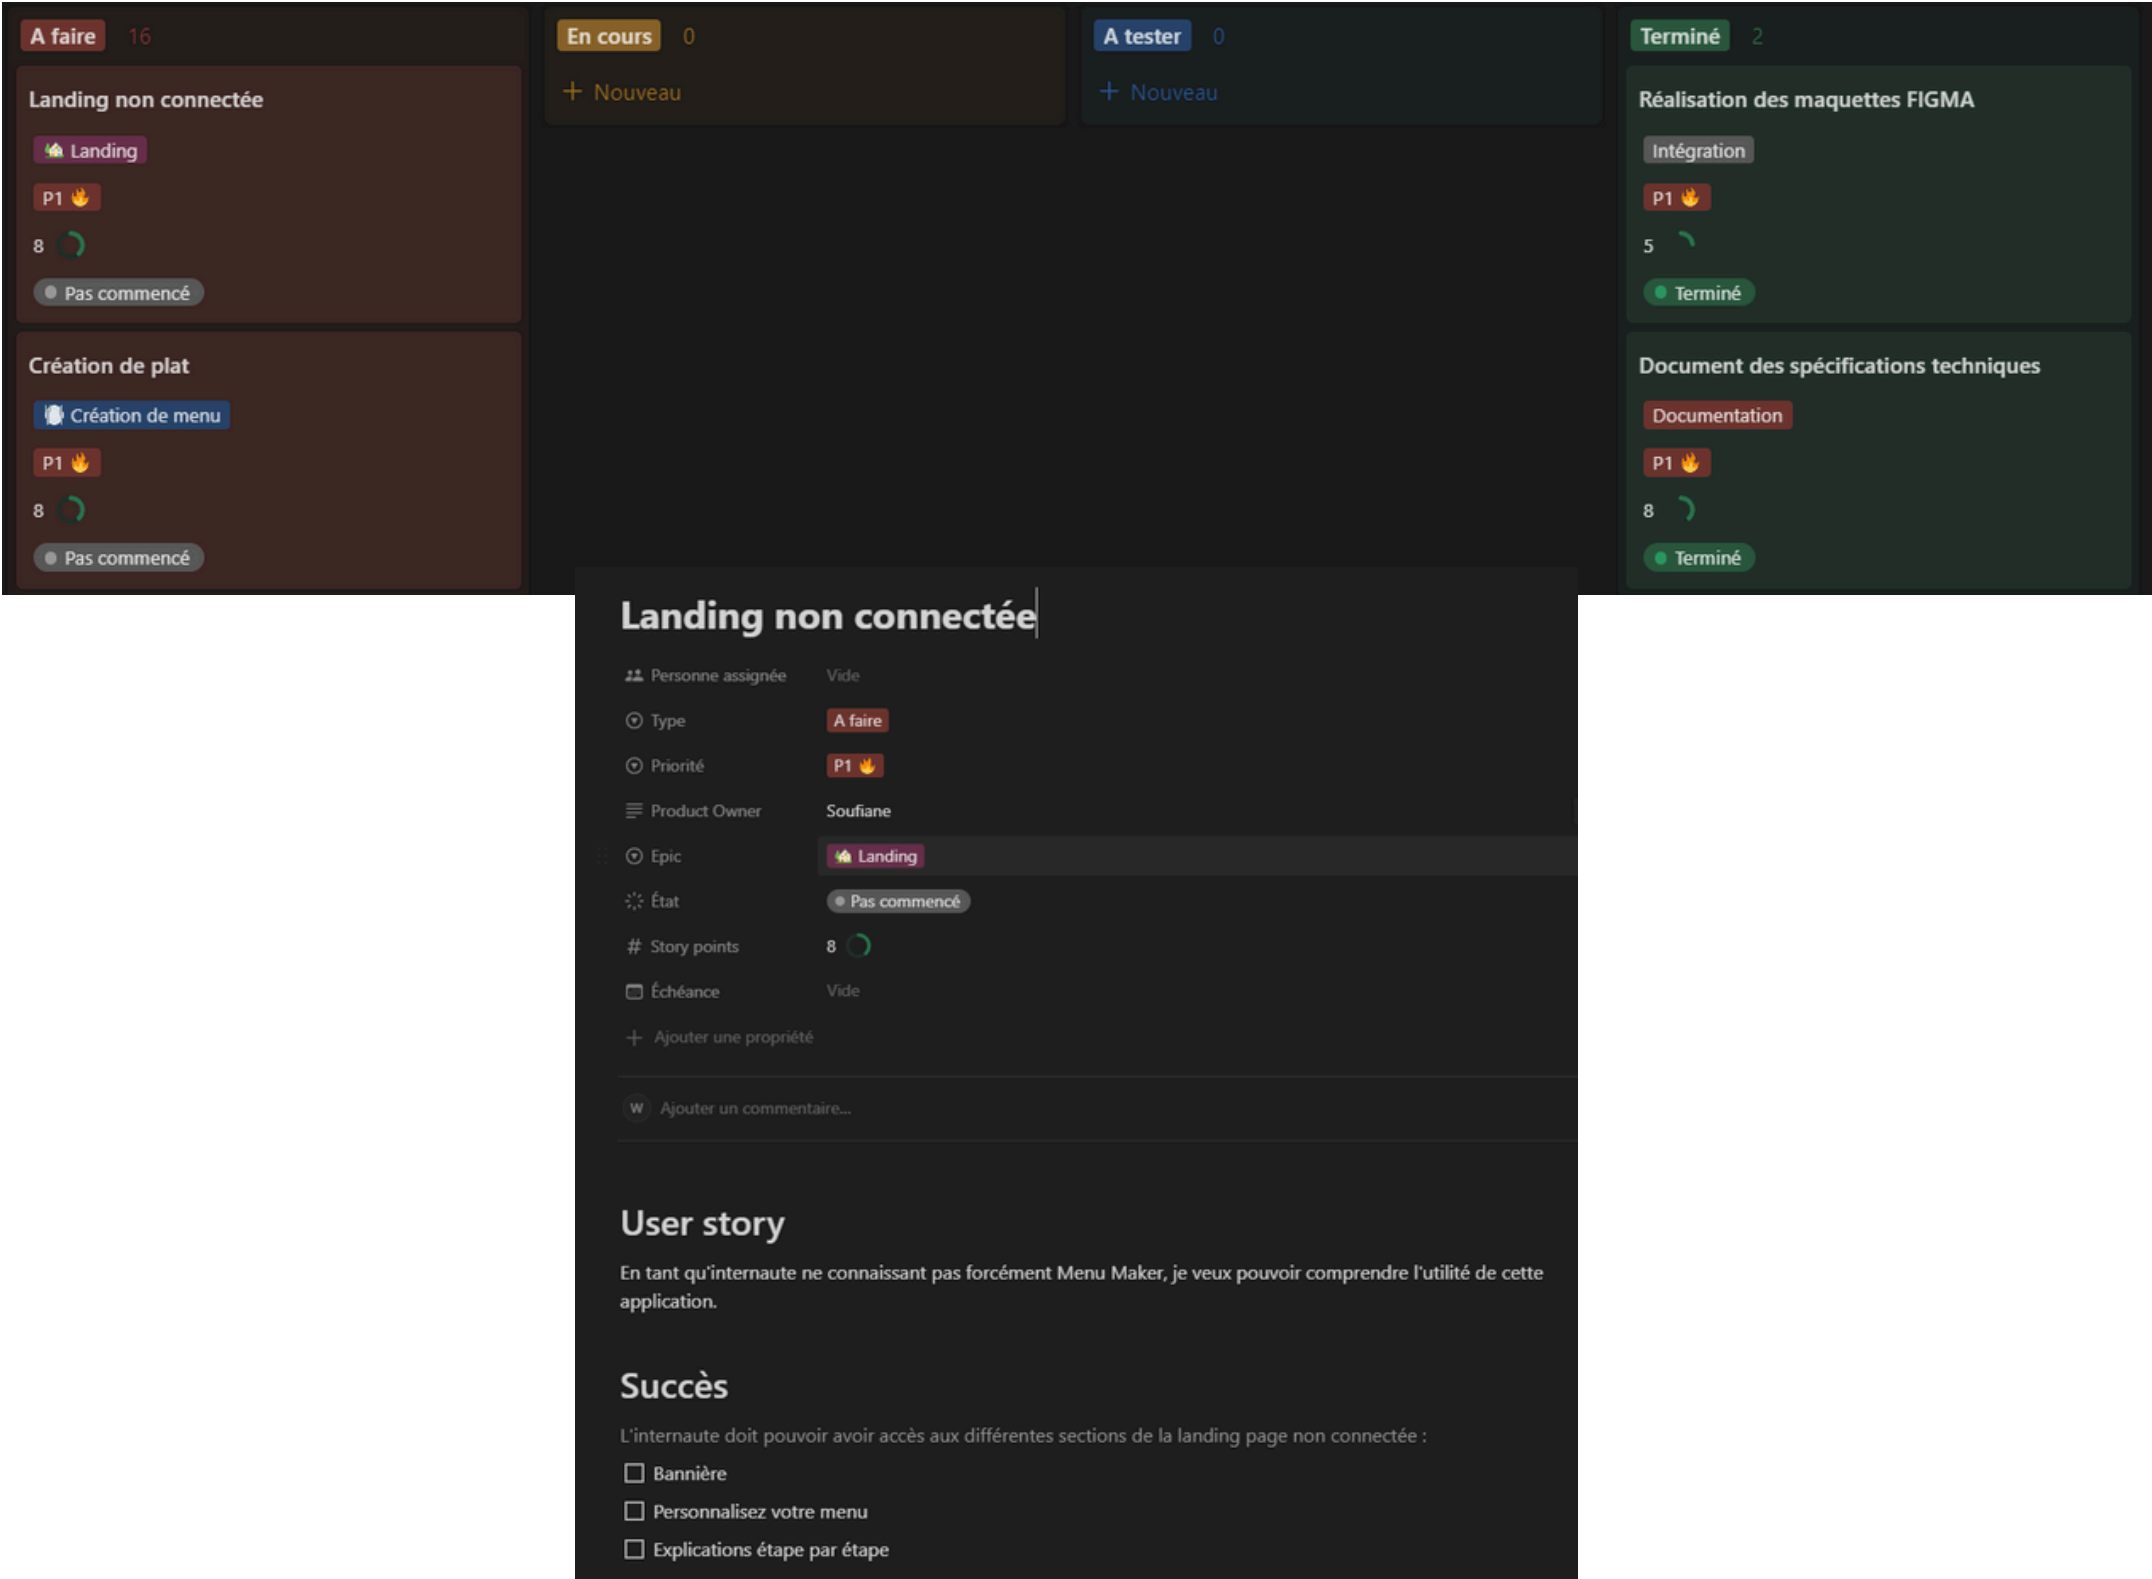 A faire 16
Landing non connectée
Landing
P1
8
Pas commencé
Création de plat
Création de menu
P1
8
Pas commencé
En cours 0
+ Nouveau
A tester 0
+ Nouveau
Terminé 2
Réalisation des maquettes FIGMA
Intégration
P1
5
Terminé
Document des spécifications techniques
Documentation
P1
8
Terminé
Landing non connectée
Personne assignée Vide
Type A faire
Priorité P1
Product Owner Soufiane
Epic Landing
État Pas commencé
# Story points 8
Échéance Vide
+ Ajouter une propriété
W Ajouter un commentaire...
User story
En tant qu'internaute ne connaissant pas forcément Menu Maker, je veux pouvoir comprendre l'utilité de cette
application.
Succès
L'internaute doit pouvoir avoir accès aux différentes sections de la landing page non connectée :
Bannière
Personnalisez votre menu
Explications étape par étape